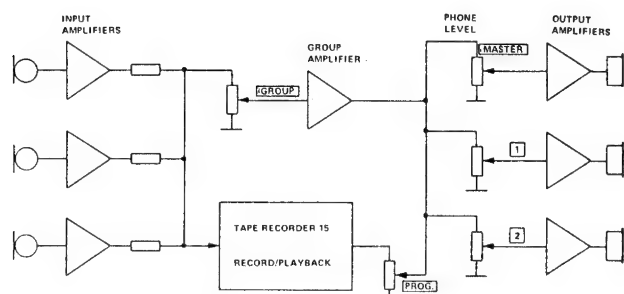 INPUT
AMPLIFIERS
GROUP
AMPLIFIER
PHONE
LEVEL
OUTPUT
AMPLIFIERS
GROUP
MASTER
1
2
TAPE RECORDER 15
RECORD/PLAYBACK
PROG.